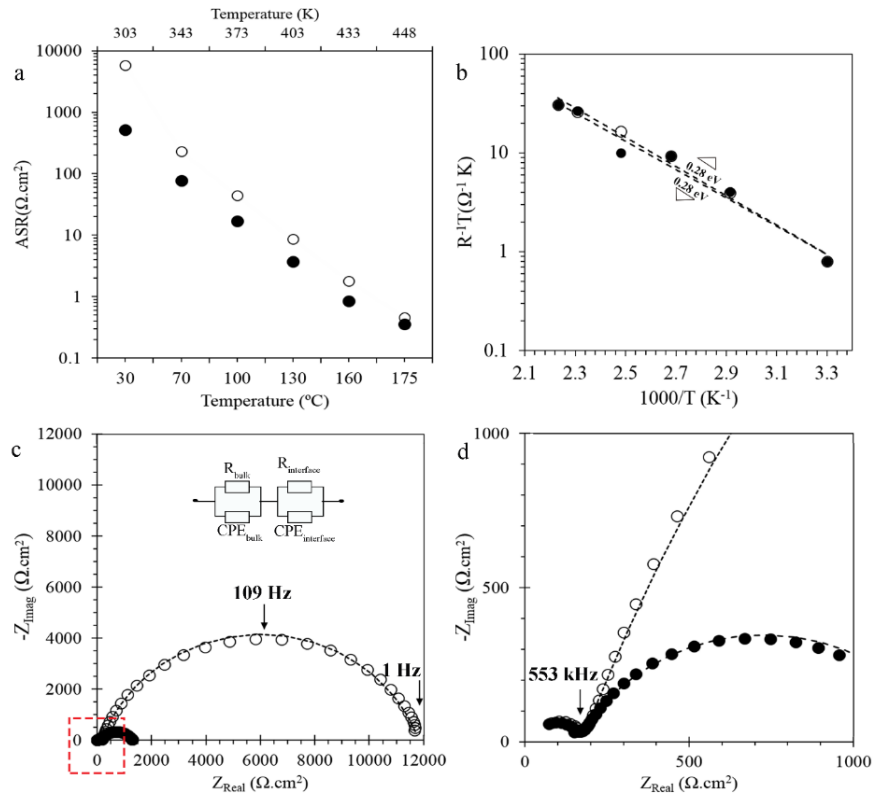 Temperature (K)
303 343 373 403 433 448
a
10000
1000
100
10
1
0.1
ASR(Ω.cm²)
30 70 100 130 160 175
Temperature (ºC)
b
100
10
1
0.1
R⁻¹T(Ω⁻¹ K)
0.28 eV
0.28 eV
2.1 2.3 2.5 2.7 2.9 3.1 3.3
1000/T (K⁻¹)
c
12000
10000
8000
6000
4000
2000
0
-Z_Imag (Ω.cm²)
R_bulk R_interface
CPE_bulk CPE_interface
109 Hz
1 Hz
0 2000 4000 6000 8000 10000 12000
Z_Real (Ω.cm²)
d
1000
500
0
-Z_Imag (Ω.cm²)
553 kHz
0 500 1000
Z_Real (Ω.cm²)